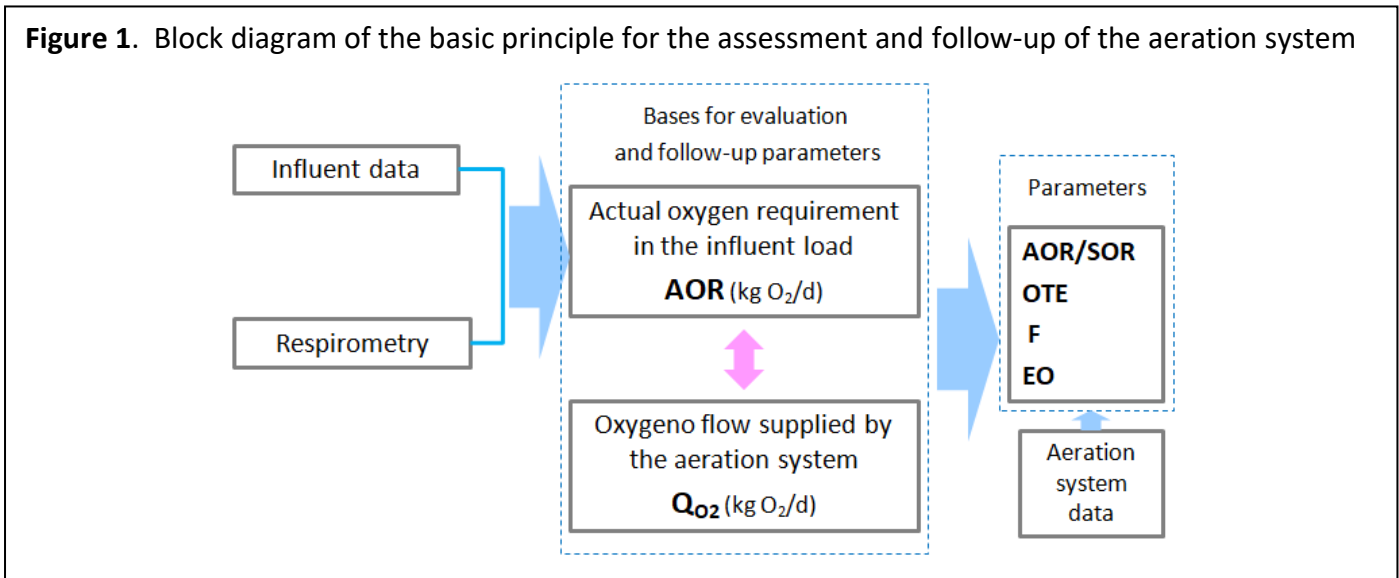 Figure 1. Block diagram of the basic principle for the assessment and follow-up of the aeration system
Influent data
Respirometry
Bases for evaluation
and follow-up parameters
Actual oxygen requirement
in the influent load
AOR (kg O₂/d)
Oxygeno flow supplied by
the aeration system
Q_O2 (kg O₂/d)
Parameters
AOR/SOR
OTE
F
EO
Aeration
system
data